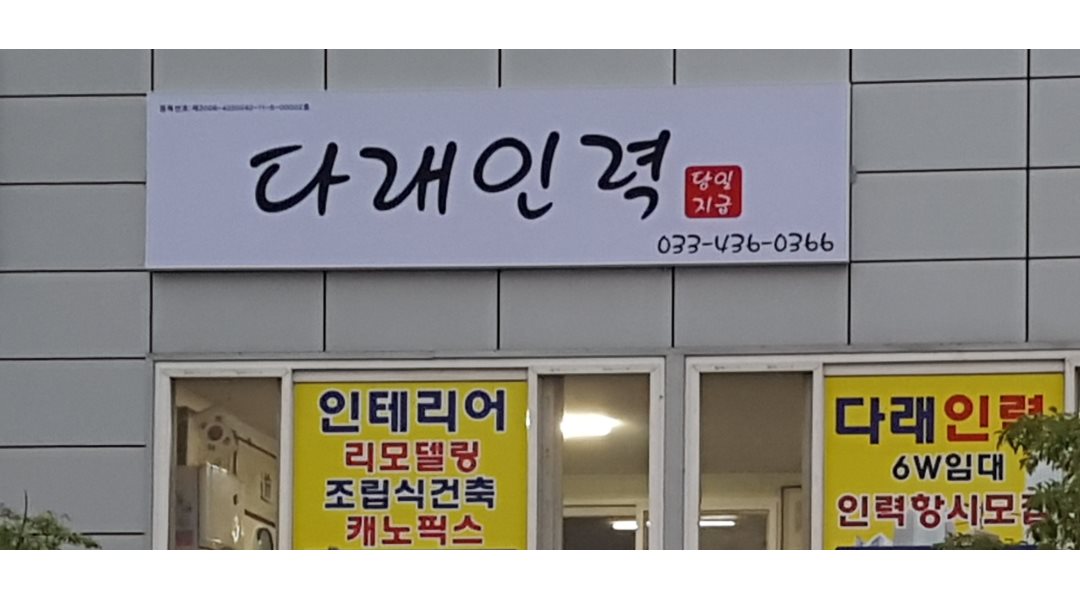 다래인력
당일
지급
033-436-0366
인테리어
리모델링
조립식건축
캐노픽스
다래인력
6W임대
인력항시모집